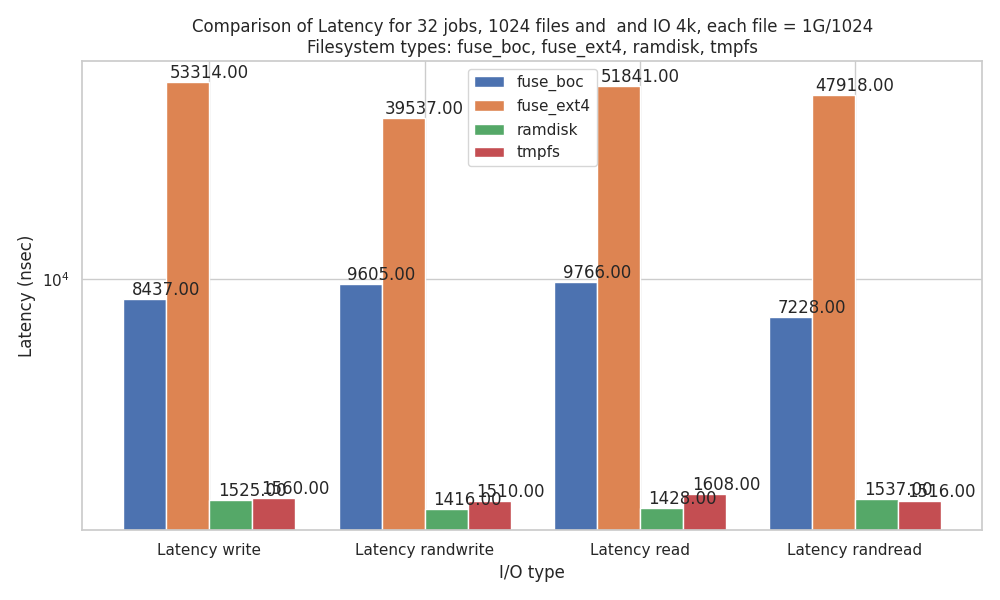 Comparison of Latency for 32 jobs, 1024 files and  and IO 4k, each file = 1G/1024
Filesystem types: fuse_boc, fuse_ext4, ramdisk, tmpfs
fuse_boc
fuse_ext4
ramdisk
tmpfs
Latency (nsec)
10⁴
8437.00
53314.00
1525.00
1560.00
9605.00
39537.00
1416.00
1510.00
9766.00
51841.00
1428.00
1608.00
7228.00
47918.00
1537.00
1516.00
Latency write
Latency randwrite
Latency read
Latency randread
I/O type